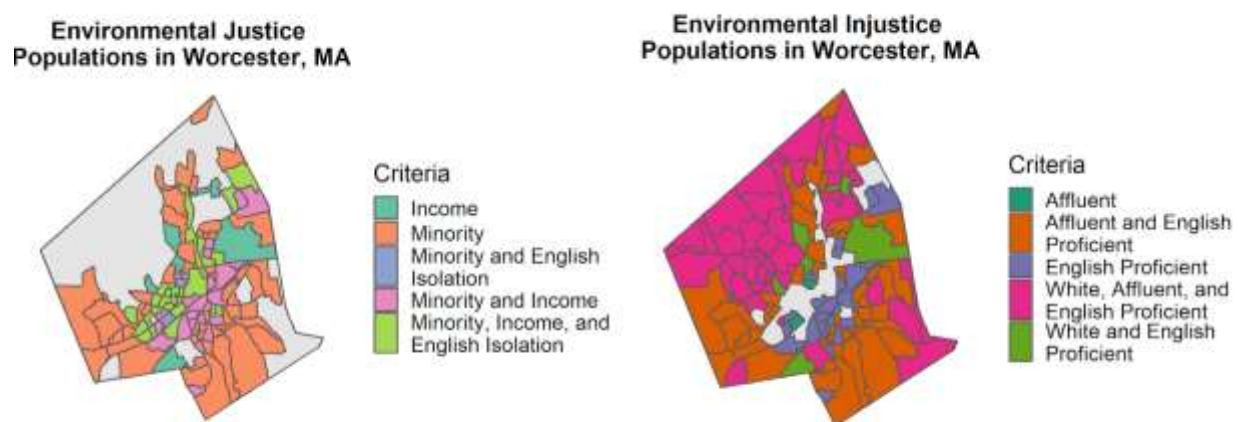 Environmental Justice
Populations in Worcester, MA
Criteria
Income
Minority
Minority and English
Isolation
Minority and Income
Minority, Income, and
English Isolation
Environmental Injustice
Populations in Worcester, MA
Criteria
Affluent
Affluent and English
Proficient
English Proficient
White, Affluent, and
English Proficient
White and English
Proficient